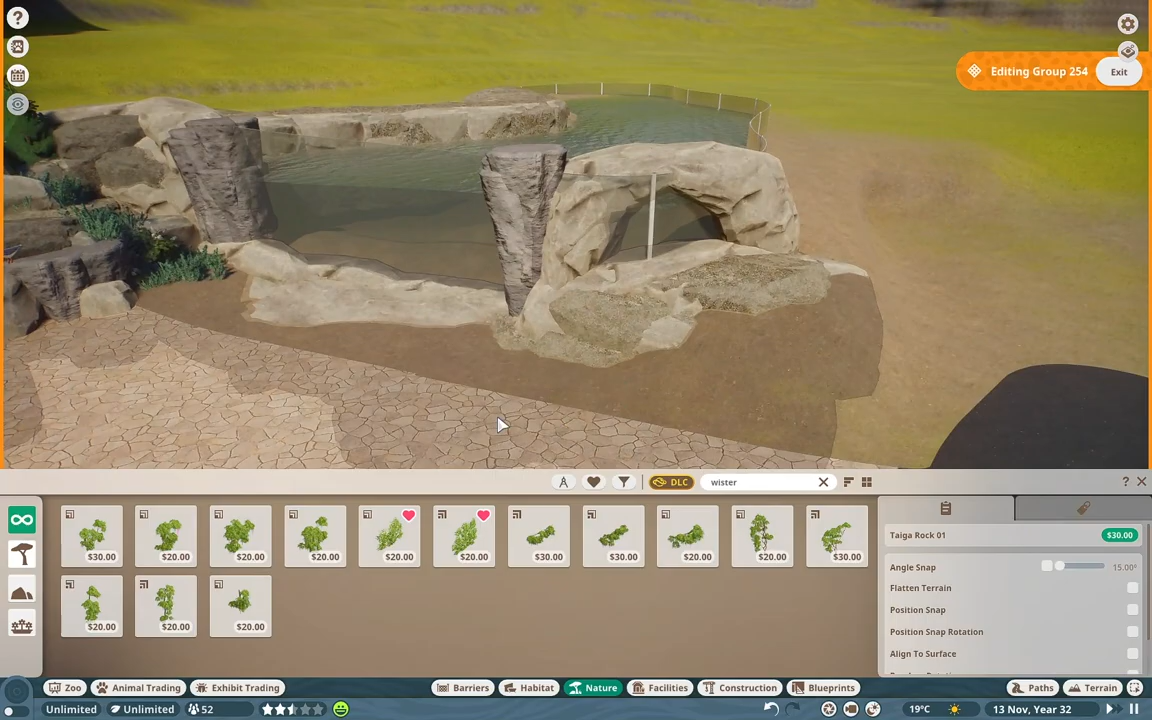 ?
Editing Group 254
Exit
DLC
wister
?
$30.00
$20.00
$20.00
$20.00
$20.00
$20.00
$30.00
$30.00
$20.00
$20.00
$30.00
$20.00
$20.00
$20.00
Taiga Rock 01
$30.00
Angle Snap
15.00°
Flatten Terrain
Position Snap
Position Snap Rotation
Align To Surface
Zoo
Animal Trading
Exhibit Trading
Barriers
Habitat
Nature
Facilities
Construction
Blueprints
Paths
Terrain
Unlimited
Unlimited
52
19°C
13 Nov, Year 32